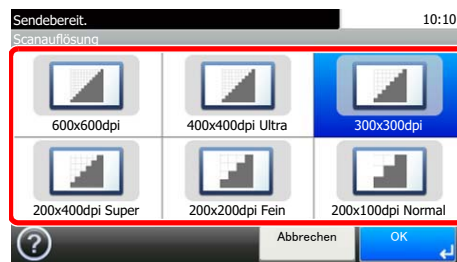 Sendebereit. 10:10
Scanauflösung
600x600dpi 400x400dpi Ultra 300x300dpi
200x400dpi Super 200x200dpi Fein 200x100dpi Normal
? Abbrechen OK